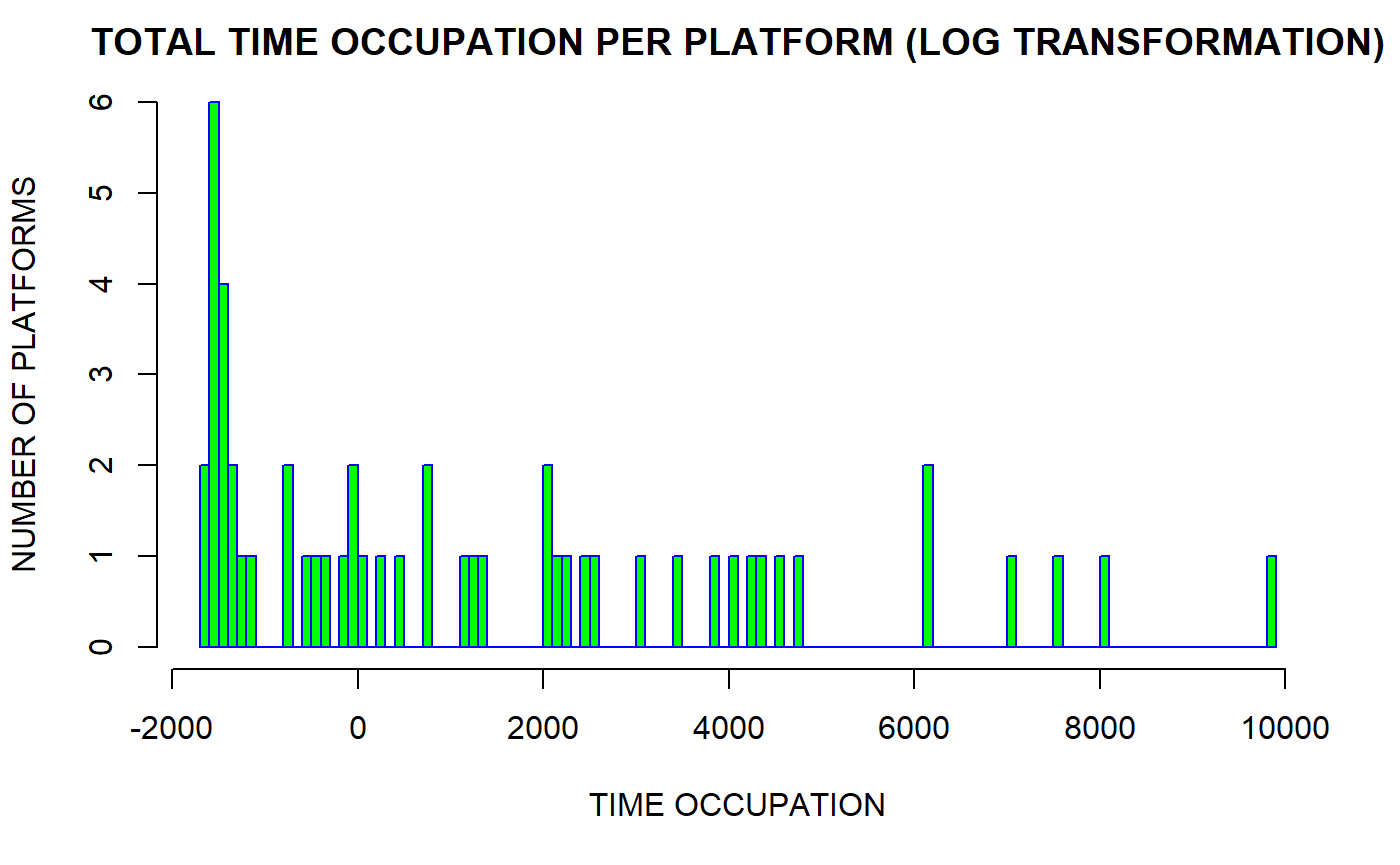 TOTAL TIME OCCUPATION PER PLATFORM (LOG TRANSFORMATION)
NUMBER OF PLATFORMS
6
5
4
3
2
1
0
-2000 0 2000 4000 6000 8000 10000
TIME OCCUPATION